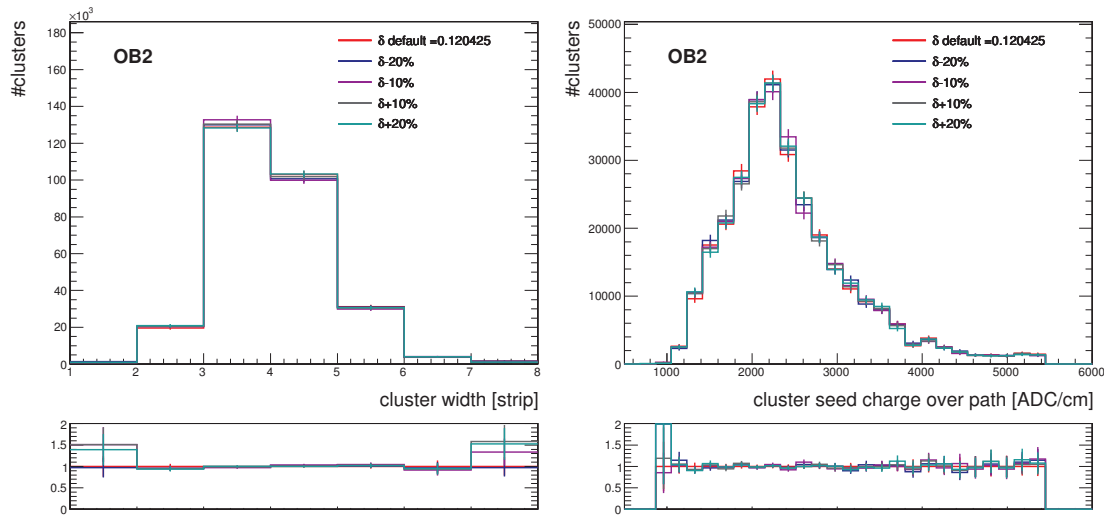 ×10³
180
160
140
120
100
80
60
40
20
0
#clusters
OB2
δ default =0.120425
δ-20%
δ-10%
δ+10%
δ+20%
1 2 3 4 5 6 7 8
cluster width [strip]
2
1.5
1
0.5
0
50000
40000
30000
20000
10000
0
#clusters
OB2
δ default =0.120425
δ-20%
δ-10%
δ+10%
δ+20%
1000 2000 3000 4000 5000 6000
cluster seed charge over path [ADC/cm]
2
1.5
1
0.5
0